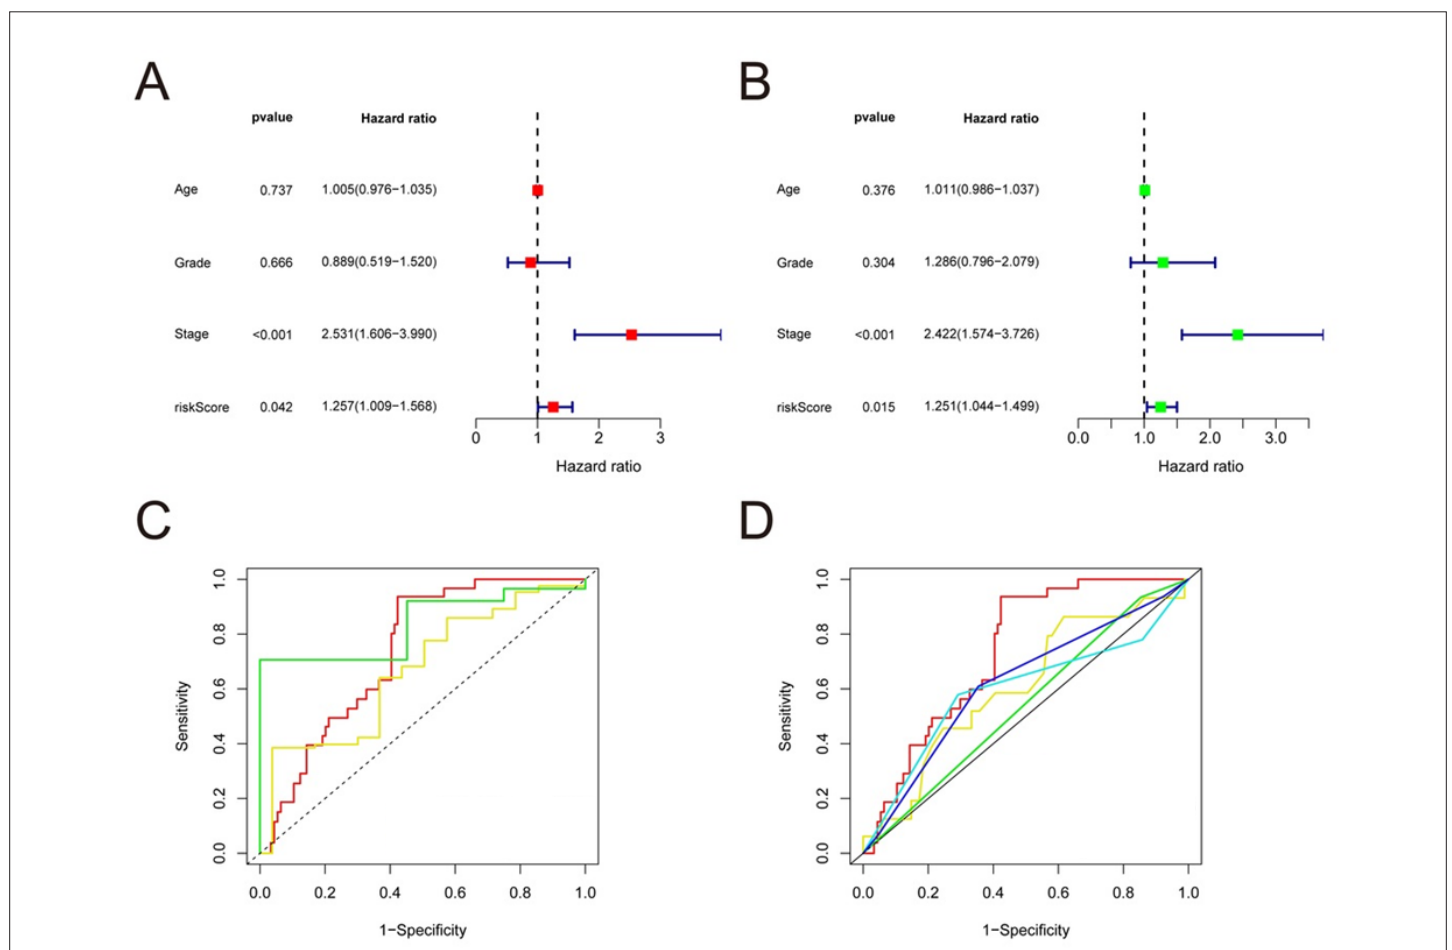 A
pvalue Hazard ratio
Age 0.737 1.005(0.976−1.035)
Grade 0.666 0.889(0.519−1.520)
Stage <0.001 2.531(1.606−3.990)
riskScore 0.042 1.257(1.009−1.568)
0 1 2 3
Hazard ratio
B
pvalue Hazard ratio
Age 0.376 1.011(0.986−1.037)
Grade 0.304 1.286(0.796−2.079)
Stage <0.001 2.422(1.574−3.726)
riskScore 0.015 1.251(1.044−1.499)
0.0 1.0 2.0 3.0
Hazard ratio
C
Sensitivity
1.0
0.8
0.6
0.4
0.2
0.0
0.0 0.2 0.4 0.6 0.8 1.0
1−Specificity
D
Sensitivity
1.0
0.8
0.6
0.4
0.2
0.0
0.0 0.2 0.4 0.6 0.8 1.0
1−Specificity